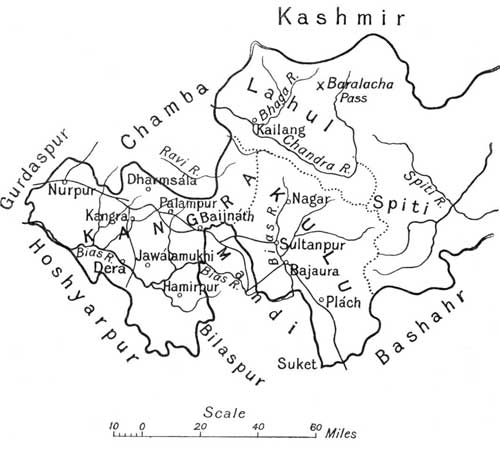 Kashmir
Chamba
Lahul
Bhaga R.
× Baralacha
Pass
Kailang
Chandra R.
Gurdaspur
Ravi R.
Nurpur
Dharmsala
Palampur
Kangra
Baijnath
KANGRA
KULU
Nagar
Spiti
Spiti R.
Bias R.
Dera
Jawalamukhi
Mandi
Bias R.
Sultanpur
Bias R.
Bajaura
Hamirpur
Plách
Hoshyarpur
Bilaspur
Suket
Bashahr
Scale
10 0 20 40 60 Miles